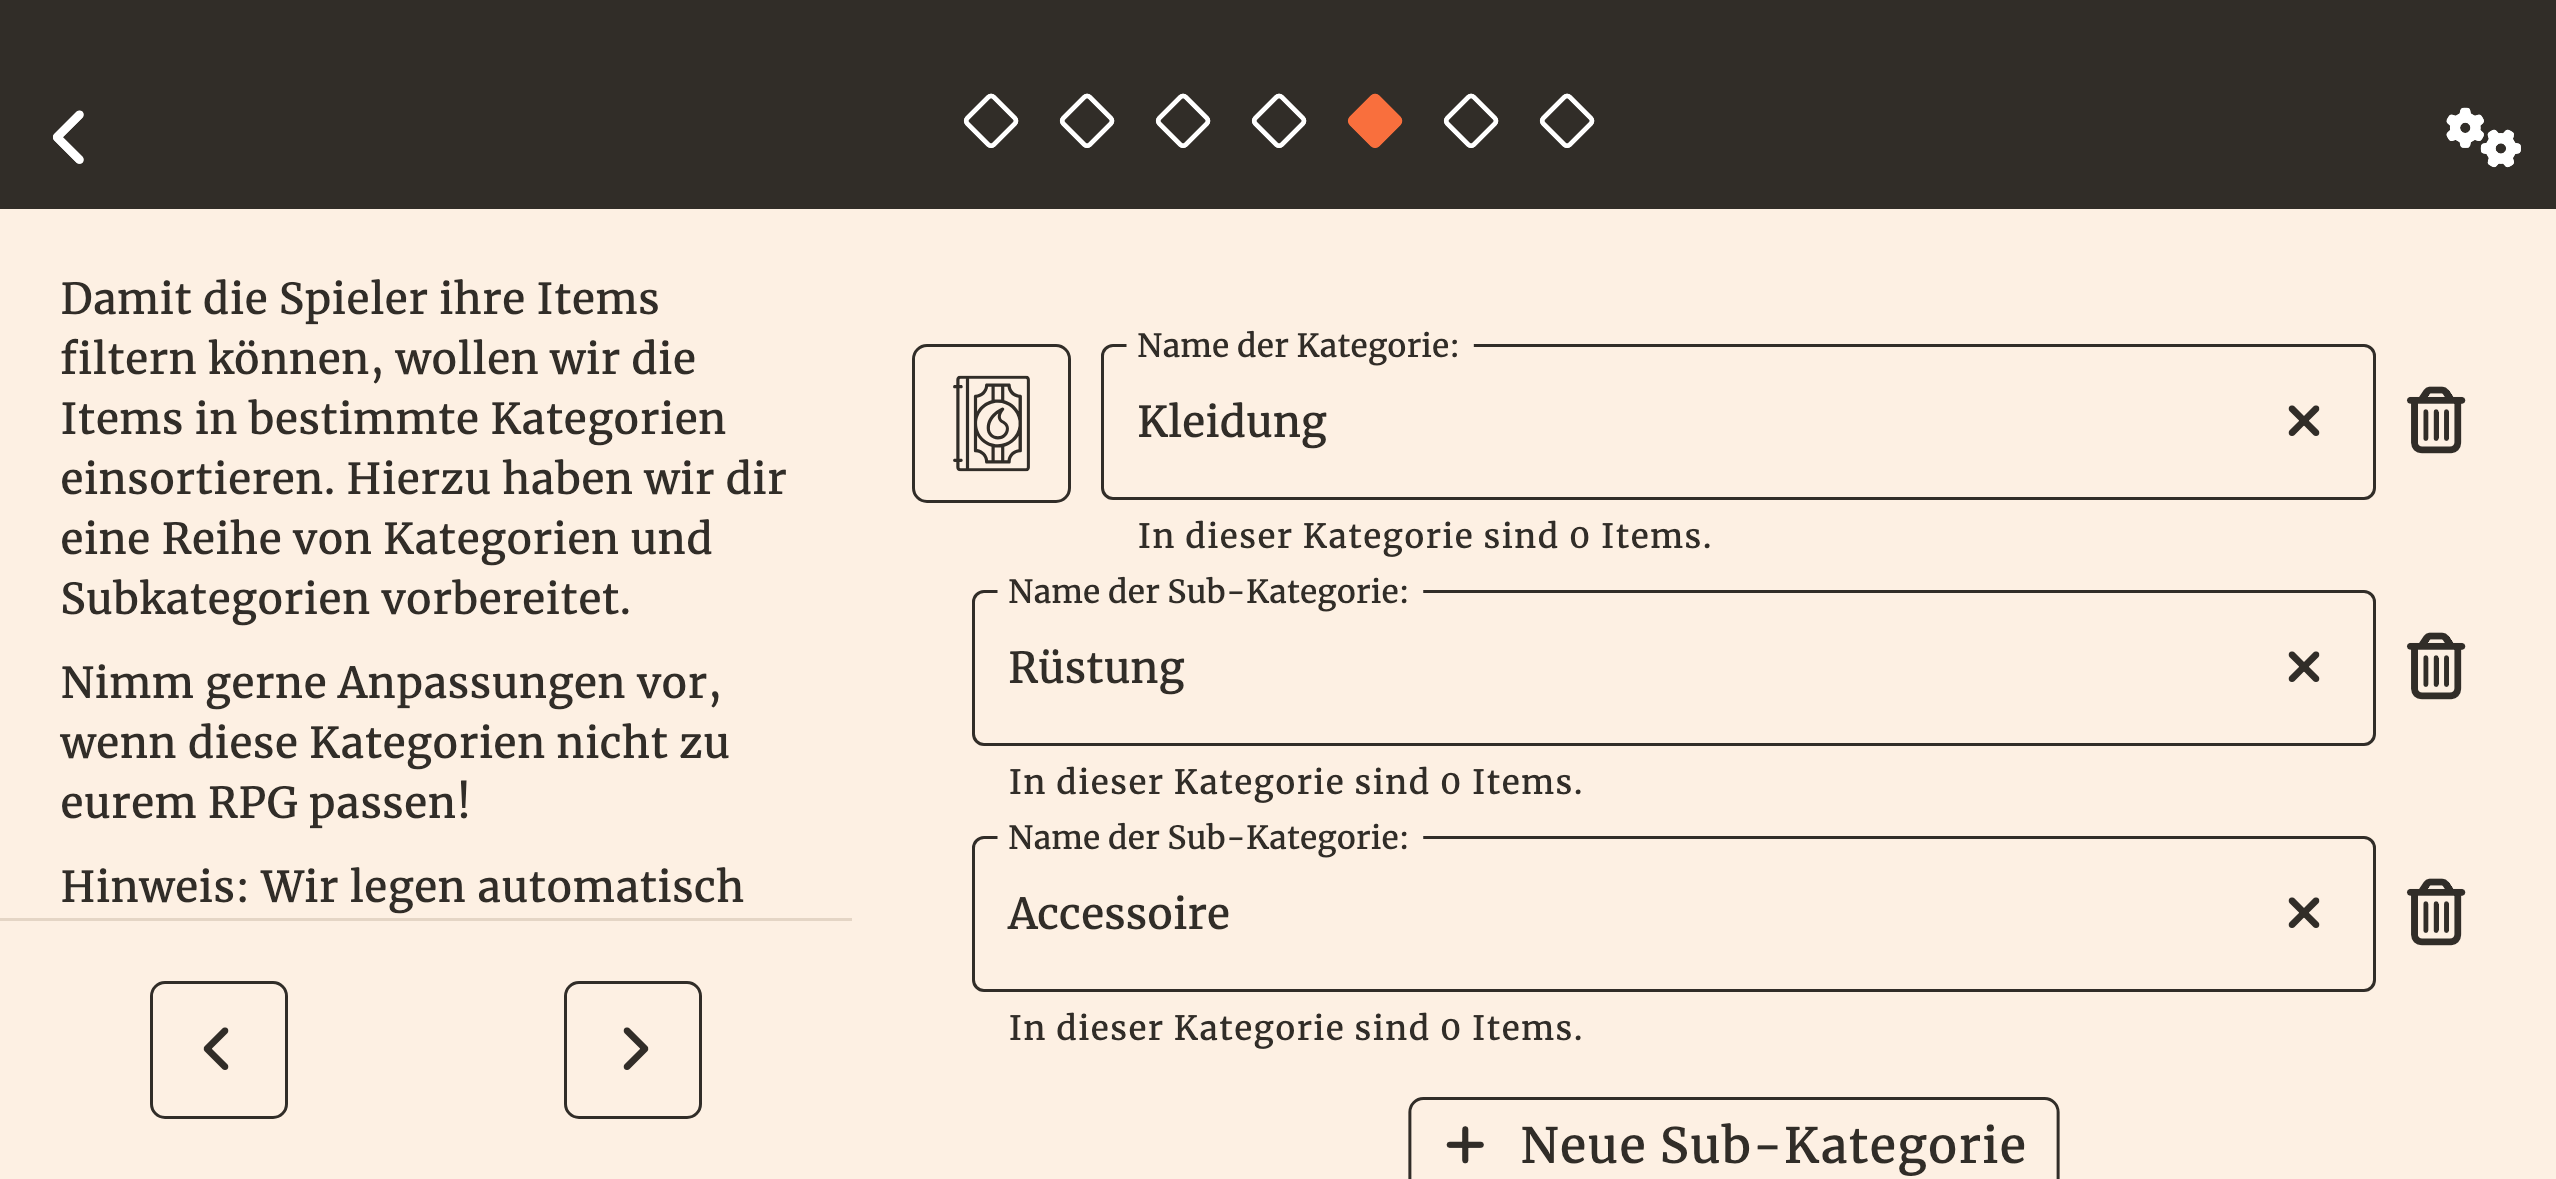 Damit die Spieler ihre Items
filtern können, wollen wir die
Items in bestimmte Kategorien
einsortieren. Hierzu haben wir dir
eine Reihe von Kategorien und
Subkategorien vorbereitet.
Nimm gerne Anpassungen vor,
wenn diese Kategorien nicht zu
eurem RPG passen!
Hinweis: Wir legen automatisch
Name der Kategorie:
Kleidung
In dieser Kategorie sind 0 Items.
Name der Sub-Kategorie:
Rüstung
In dieser Kategorie sind 0 Items.
Name der Sub-Kategorie:
Accessoire
In dieser Kategorie sind 0 Items.
Neue Sub-Kategorie